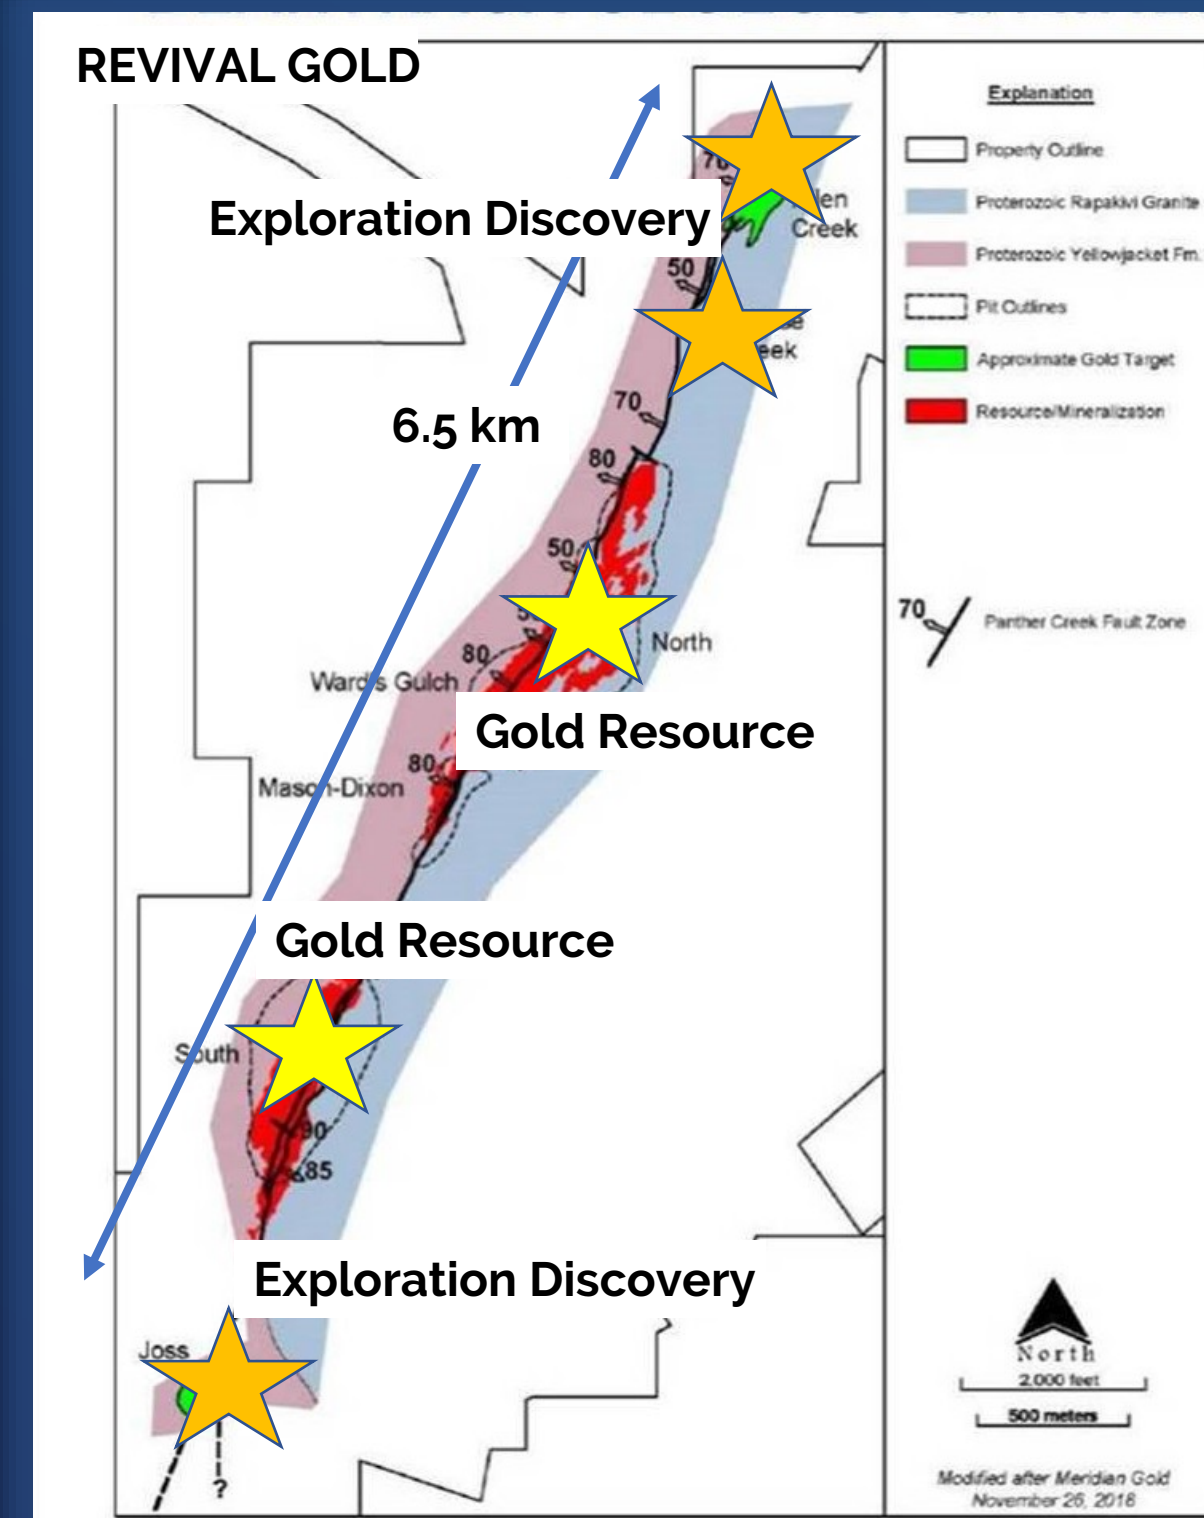 REVIVAL GOLD
Explanation
Property Outline
Proterozoic Rapakivi Granite
Proterozoic Yellowjacket Fm.
Pit Outlines
Approximate Gold Target
Resource/Mineralization
70
Panther Creek Fault Zone
70
Creek
Exploration Discovery
50
70
6.5 km
80
50
North
80
Ward's Gulch
Gold Resource
80
Mason-Dixon
Gold Resource
South
90
85
Exploration Discovery
Joss
?
North
2,000 feet
500 meters
Modified after Meridian Gold
November 26, 2018